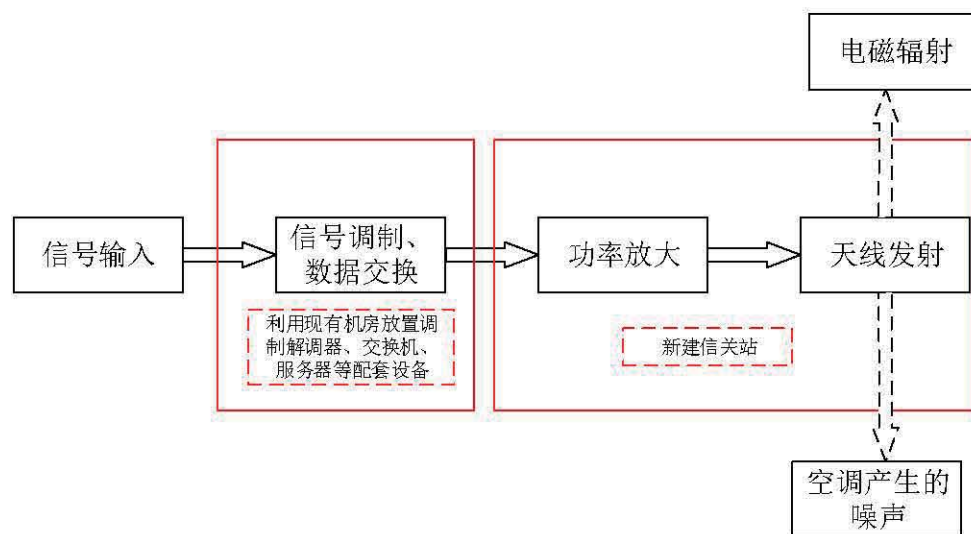 电磁辐射
信号输入
信号调制、
数据交换
功率放大
天线发射
利用现有机房放置调
制解调器、交换机、
服务器等配套设备
新建信关站
空调产生的
噪声